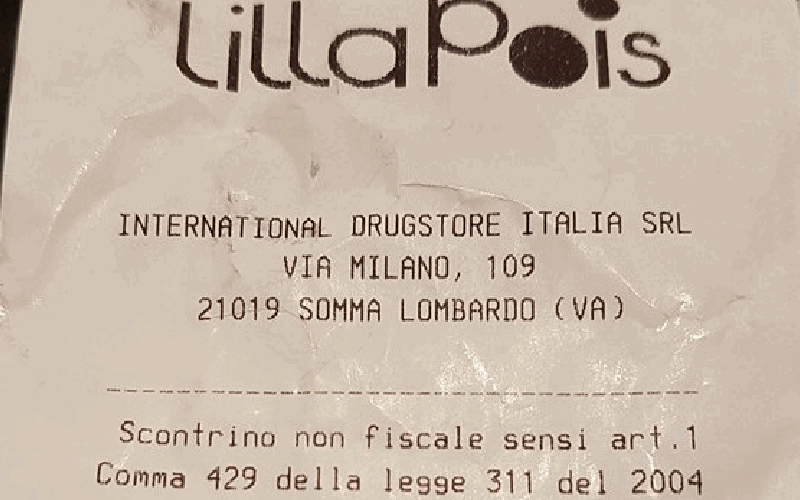 LillaPois
INTERNATIONAL DRUGSTORE ITALIA SRL
VIA MILANO, 109
21019 SOMMA LOMBARDO (VA)
Scontrino non fiscale sensi art.1
Comma 429 della legge 311 del 2004